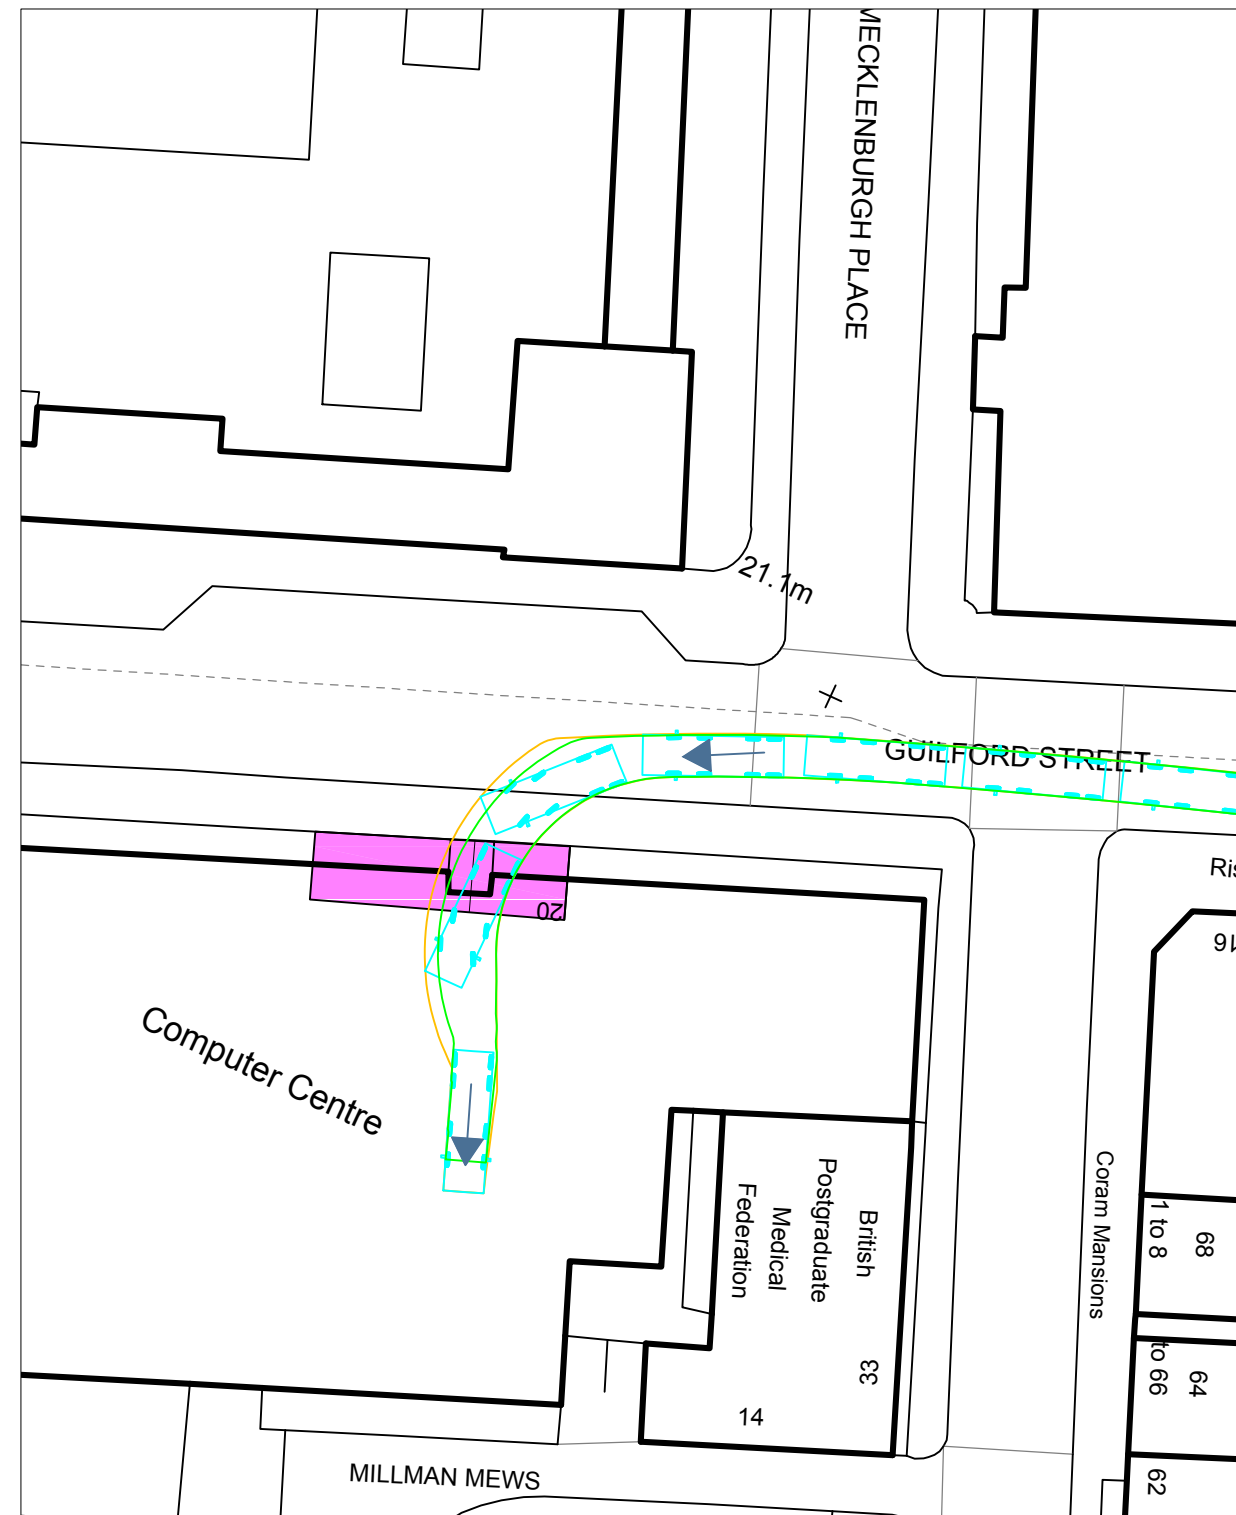 MECKLENBURGH PLACE
21.1m
GUILFORD STREET
20
16
Computer Centre
British
Postgraduate
Medical
Federation
33
14
Coram Mansions
1 to 8
68
to 66
64
62
MILLMAN MEWS